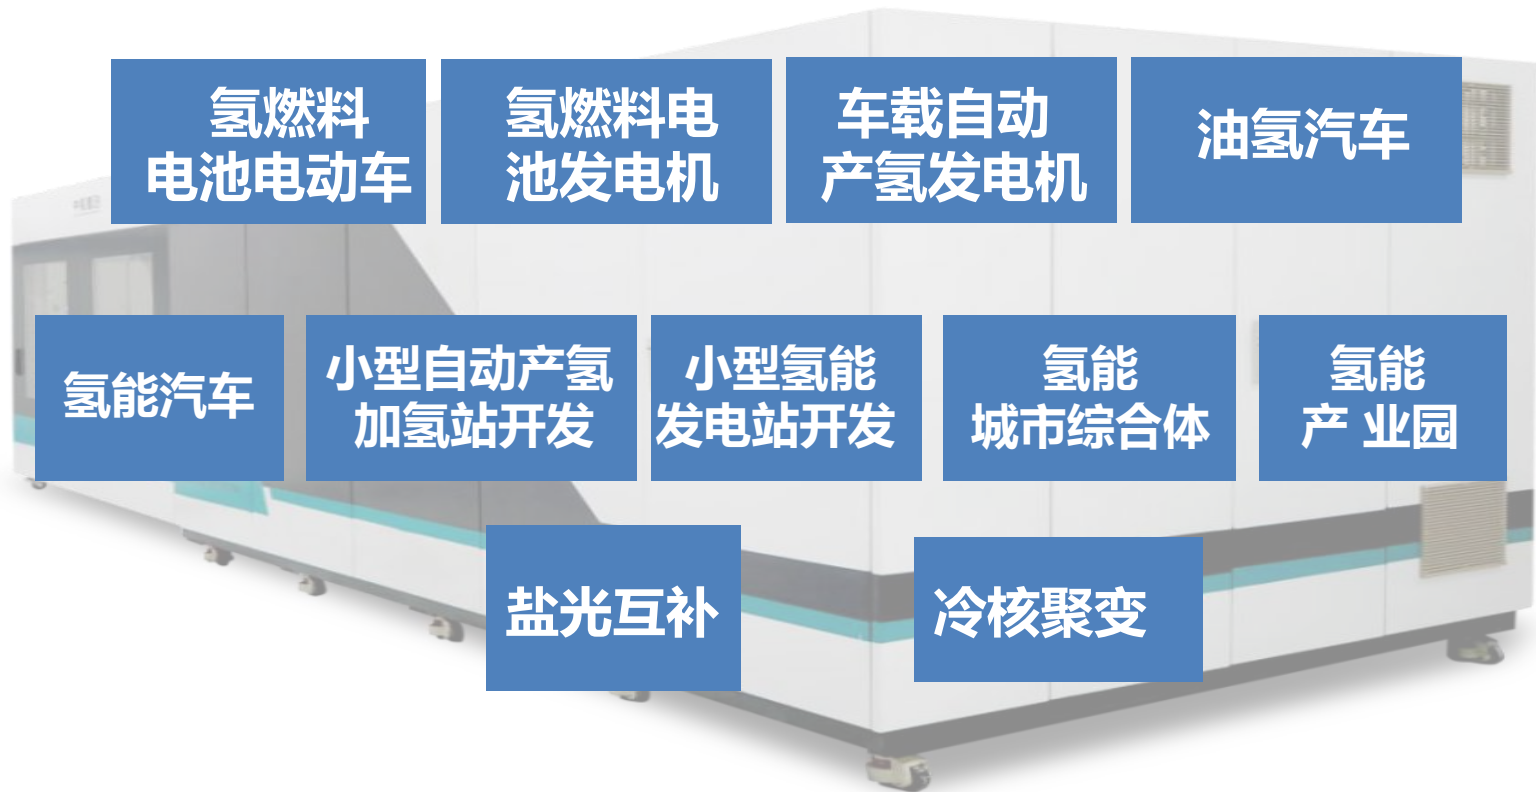 氢燃料
电池电动车
氢燃料电
池发电机
车载自动
产氢发电机
油氢汽车
氢能汽车
小型自动产氢
加氢站开发
小型氢能
发电站开发
氢能
城市综合体
氢能
产 业园
盐光互补
冷核聚变